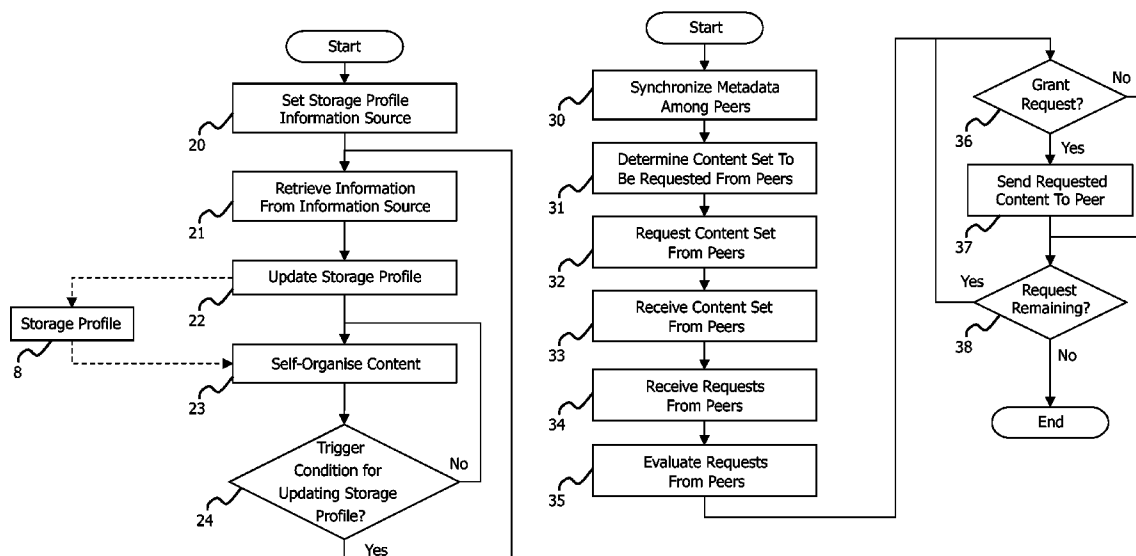 Start
Set Storage Profile
Information Source
20
Retrieve Information
From Information Source
21
Update Storage Profile
22
Storage Profile
8
Self-Organise Content
23
Trigger
Condition for
Updating Storage
Profile?
24
No
Yes
Start
Synchronize Metadata
Among Peers
30
Determine Content Set To
Be Requested From Peers
31
Request Content Set
From Peers
32
Receive Content Set
From Peers
33
Receive Requests
From Peers
34
Evaluate Requests
From Peers
35
Grant
Request?
No
36
Yes
Send Requested
Content To Peer
37
Yes
Request
Remaining?
38
No
End